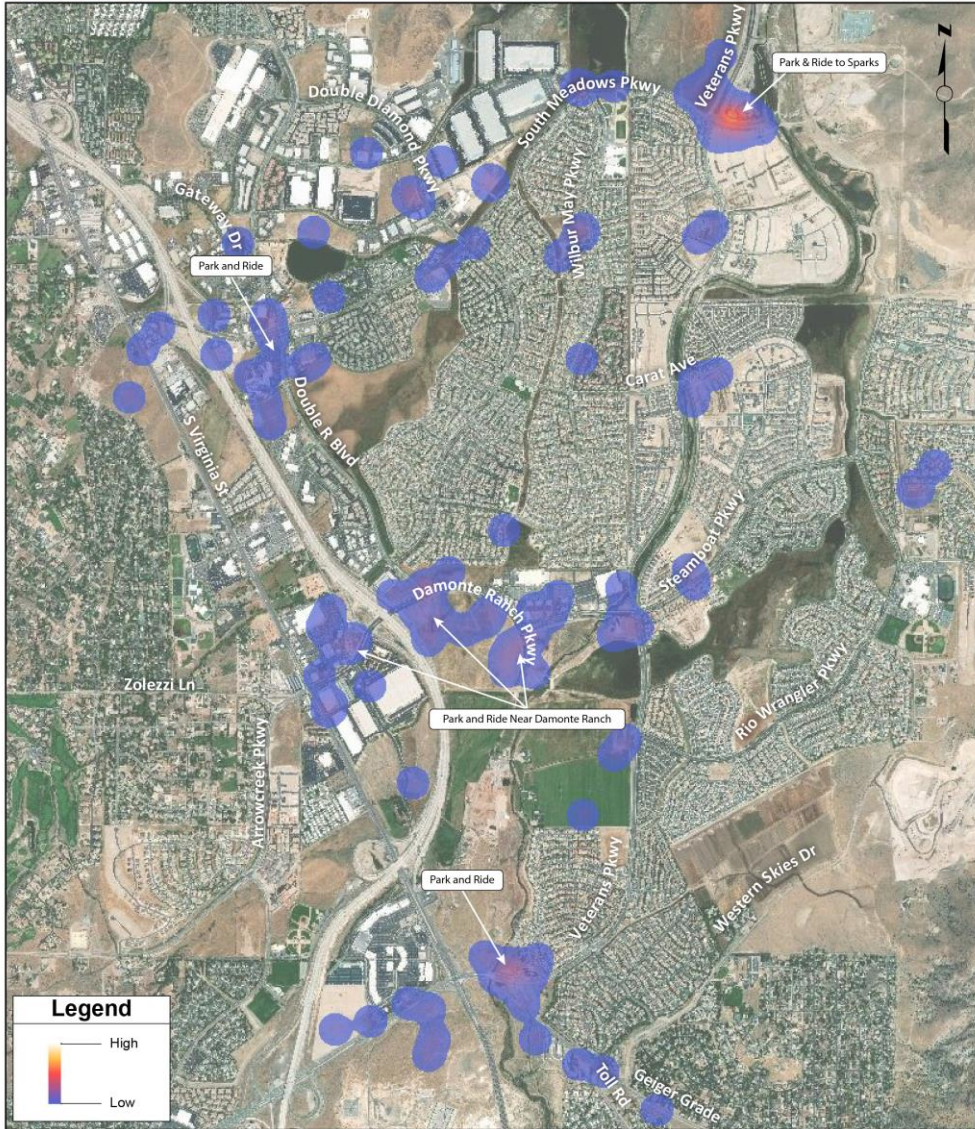 Veterans Pkwy
Park & Ride to Sparks
Double Diamond Pkwy
South Meadows Pkwy
Gateway Dr
Wilbur May Pkwy
Park and Ride
Carat Ave
Double R Blvd
S Virginia St
Steamboat Pkwy
Damonte Ranch Pkwy
Zolezzi Ln
Park and Ride Near Damonte Ranch
Rio Wrangler Pkwy
Arrowcreek Pkwy
Park and Ride
Veterans Pkwy
Western Skies Dr
Toll Rd
Geiger Grade
Legend
High
Low
N